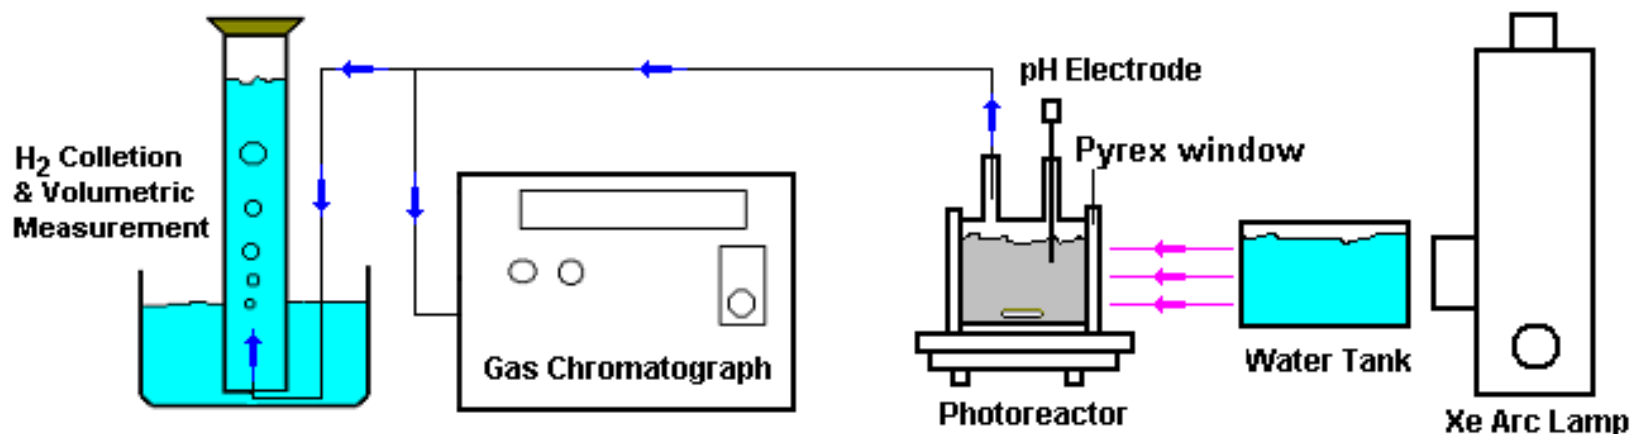 H2 Colletion
& Volumetric
Measurement
Gas Chromatograph
pH Electrode
Pyrex window
Photoreactor
Water Tank
Xe Arc Lamp